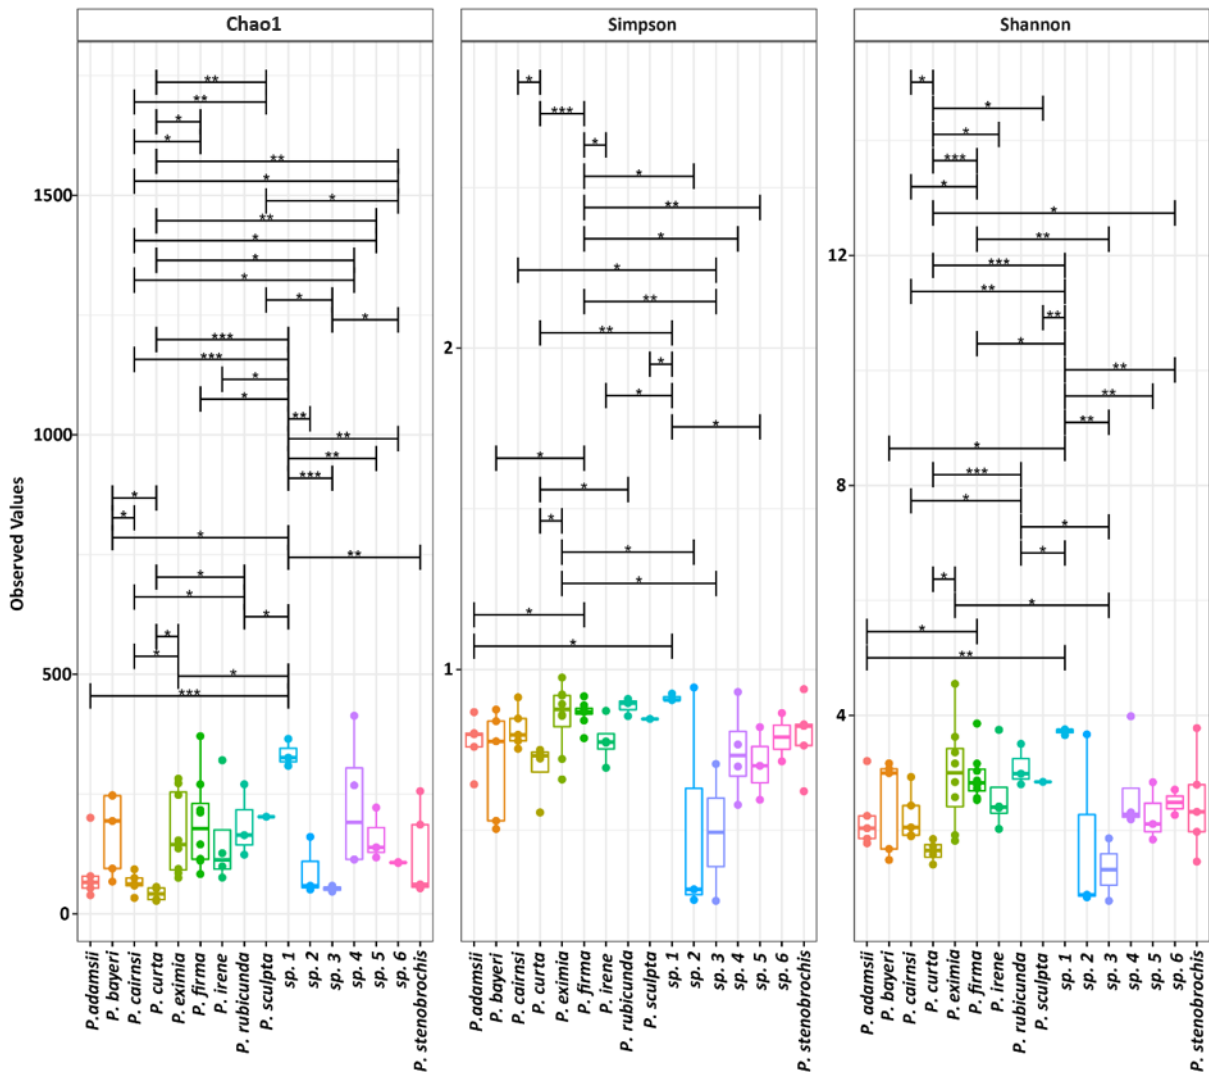 Chao1
Simpson
Shannon
Observed Values
1500
1000
500
0
2
1
12
8
4
P.adamsii
P. bayeri
P. cairnsi
P. curta
P. eximia
P. firma
P. irene
P. rubicunda
P. sculpta
sp. 1
sp. 2
sp. 3
sp. 4
sp. 5
sp. 6
P. stenobrochis
P.adamsii
P. bayeri
P. cairnsi
P. curta
P. eximia
P. firma
P. irene
P. rubicunda
P. sculpta
sp. 1
sp. 2
sp. 3
sp. 4
sp. 5
sp. 6
P. stenobrochis
P. adamsii
P. bayeri
P. cairnsi
P. curta
P. eximia
P. firma
P. irene
P. rubicunda
P. sculpta
sp. 1
sp. 2
sp. 3
sp. 4
sp. 5
sp. 6
P. stenobrochis